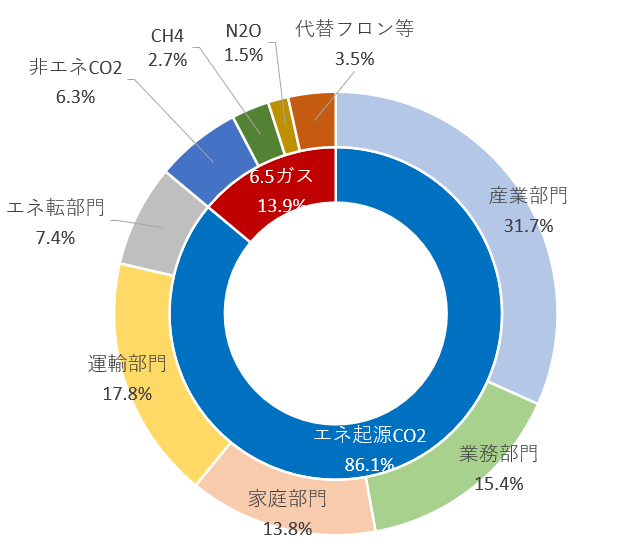 代替フロン等
3.5%
N2O
1.5%
CH4
2.7%
非エネCO2
6.3%
6.5ガス
13.9%
産業部門
31.7%
エネ転部門
7.4%
運輸部門
17.8%
エネ起源CO2
86.1%
業務部門
15.4%
家庭部門
13.8%